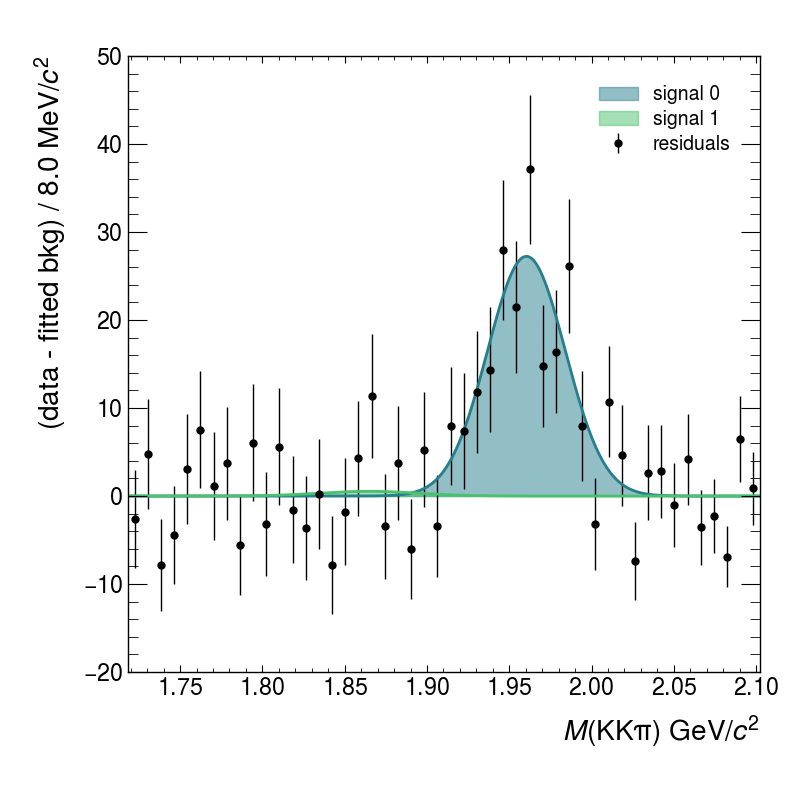 (data - fitted bkg) / 8.0 MeV/c²
50
40
30
20
10
0
−10
−20
signal 0
signal 1
residuals
1.75 1.80 1.85 1.90 1.95 2.00 2.05 2.10
M(KKπ) GeV/c²